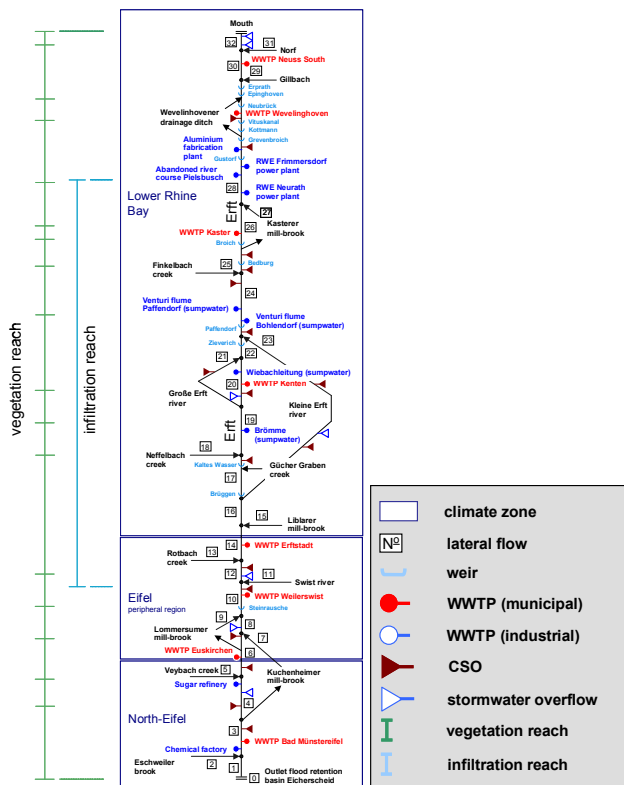 Mouth
32
31
Norf
30
WWTP Neuss South
29
Gillbach
Erprath
Epinghoven
Wevelinhovener
drainage ditch
Neubrück
WWTP Wevelinghoven
Vituskanal
Kottmann
Grevenbroich
Aluminium
fabrication
plant
Gustorf
Abandoned river
course Pielsbusch
RWE Frimmersdorf
power plant
28
RWE Neurath
power plant
Lower Rhine
Bay
Erft
27
26
Kasterer
mill-brook
WWTP Kaster
Broich
Finkelbach
creek
25
Bedburg
24
Venturi flume
Paffendorf (sumpwater)
Venturi flume
Bohlendorf (sumpwater)
Paffendorf
23
Zieverich
21
22
Wiebachleitung (sumpwater)
20
WWTP Kenten
Große Erft
river
Kleine Erft
river
Erft
19
Brömme
(sumpwater)
18
Neffelbach
creek
Kaltes Wasser
Gücher Graben
creek
17
Brüggen
16
15
Liblarer
mill-brook
14
WWTP Erftstadt
Rotbach
creek
13
12
11
Swist river
Eifel
peripheral region
10
WWTP Weilerswist
Steinrausche
9
Lommersumer
mill-brook
8
7
WWTP Euskirchen
6
Kuchenheimer
mill-brook
Veybach creek
5
Sugar refinery
4
North-Eifel
3
WWTP Bad Münstereifel
Chemical factory
Eschweiler
brook
2
1
0
Outlet flood retention
basin Eicherscheid
vegetation reach
infiltration reach
climate zone
Nº
lateral flow
weir
WWTP (municipal)
WWTP (industrial)
CSO
stormwater overflow
vegetation reach
infiltration reach